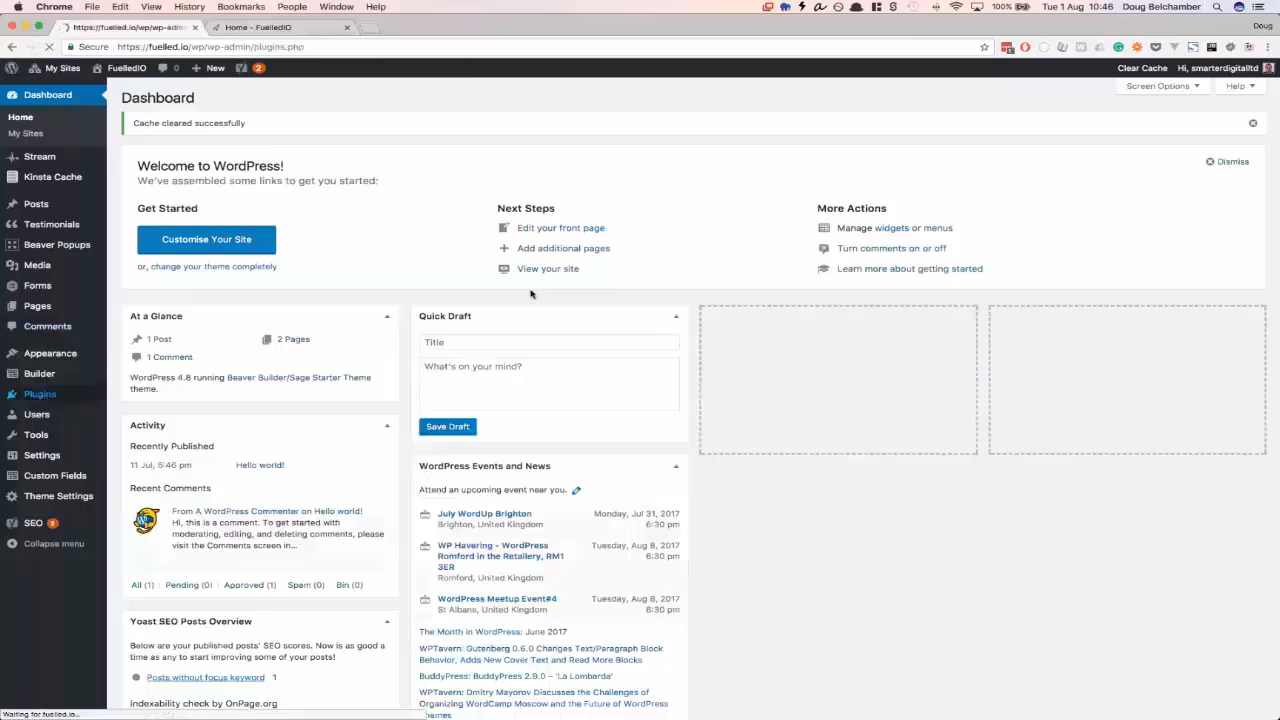 Chrome File Edit View History Bookmarks People Window Help 100% Tue 1 Aug 10:46 Doug Belchamber
https://fuelled.io/wp/wp-admin/ Home – FuelledIO Doug
Secure https://fuelled.io/wp/wp-admin/plugins.php
My Sites FuelledIO 0 New 2 Clear Cache Hi, smarterdigitalltd
Screen Options Help
Dashboard
Home
My Sites
Stream
Kinsta Cache
Posts
Testimonials
Beaver Popups
Media
Forms
Pages
Comments
Appearance
Builder
Plugins
Users
Tools
Settings
Custom Fields
Theme Settings
SEO
Collapse menu
Dashboard
Cache cleared successfully
Welcome to WordPress!
We've assembled some links to get you started:
Dismiss
Get Started
Customise Your Site
or, change your theme completely
Next Steps
Edit your front page
Add additional pages
View your site
More Actions
Manage widgets or menus
Turn comments on or off
Learn more about getting started
At a Glance
1 Post 2 Pages
1 Comment
WordPress 4.8 running Beaver Builder/Sage Starter Theme
theme.
Activity
Recently Published
11 Jul, 5:46 pm Hello world!
Recent Comments
From A WordPress Commenter on Hello world!
Hi, this is a comment. To get started with
moderating, editing, and deleting comments, please
visit the Comments screen in...
All (1) | Pending (0) | Approved (1) | Spam (0) | Bin (0)
Yoast SEO Posts Overview
Below are your published posts' SEO scores. Now is as good a
time as any to start improving some of your posts!
Posts without focus keyword 1
Indexability check by OnPage.org
Quick Draft
Title
What's on your mind?
Save Draft
WordPress Events and News
Attend an upcoming event near you.
July WordUp Brighton Monday, Jul 31, 2017
Brighton, United Kingdom 6:30 pm
WP Havering - WordPress Tuesday, Aug 8, 2017
Romford in the Retailery, RM1 6:30 pm
3ER
Romford, United Kingdom
WordPress Meetup Event#4 Tuesday, Aug 8, 2017
St Albans, United Kingdom 6:30 pm
The Month in WordPress: June 2017
WPTavern: Gutenberg 0.6.0 Changes Text/Paragraph Block
Behavior, Adds New Cover Text and Read More Blocks
BuddyPress: BuddyPress 2.9.0 – 'La Lombarda'
WPTavern: Dmitry Mayorov Discusses the Challenges of
Organizing WordCamp Moscow and the Future of WordPress
Themes
Waiting for fuelled.io...